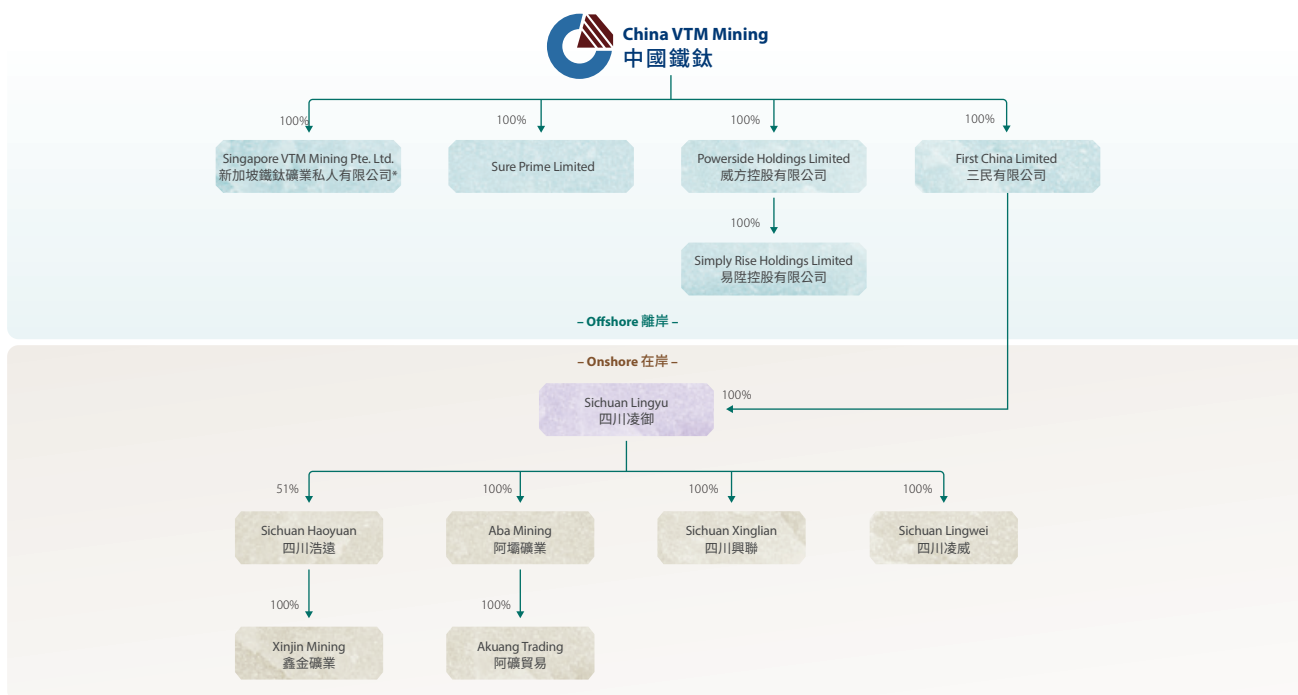 China VTM Mining
中國鐵鈦
100%
100%
100%
100%
Singapore VTM Mining Pte. Ltd.
新加坡鐵鈦礦業私人有限公司*
Sure Prime Limited
Powerside Holdings Limited
威方控股有限公司
First China Limited
三民有限公司
100%
Simply Rise Holdings Limited
易陞控股有限公司
– Offshore 離岸 –
– Onshore 在岸 –
Sichuan Lingyu
四川凌御
100%
51%
100%
100%
100%
Sichuan Haoyuan
四川浩遠
Aba Mining
阿壩礦業
Sichuan Xinglian
四川興聯
Sichuan Lingwei
四川凌威
100%
100%
Xinjin Mining
鑫金礦業
Akuang Trading
阿礦貿易